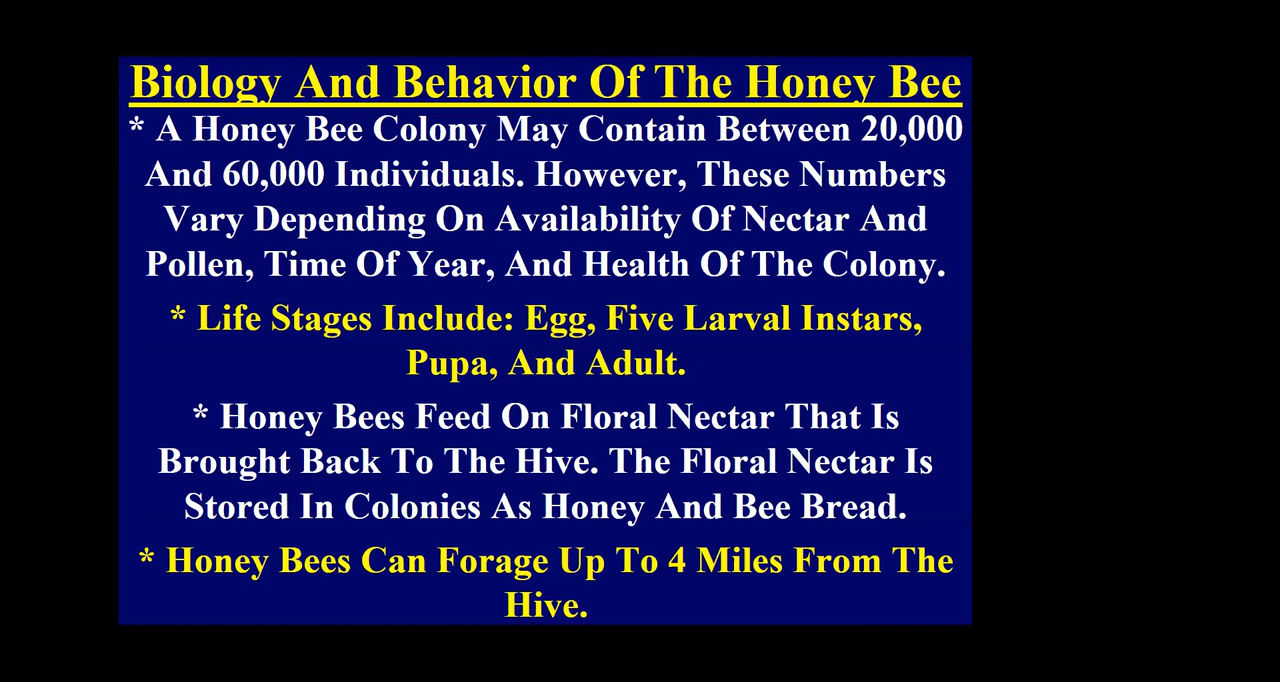 Biology And Behavior Of The Honey Bee
* A Honey Bee Colony May Contain Between 20,000
And 60,000 Individuals. However, These Numbers
Vary Depending On Availability Of Nectar And
Pollen, Time Of Year, And Health Of The Colony.
* Life Stages Include: Egg, Five Larval Instars,
Pupa, And Adult.
* Honey Bees Feed On Floral Nectar That Is
Brought Back To The Hive. The Floral Nectar Is
Stored In Colonies As Honey And Bee Bread.
* Honey Bees Can Forage Up To 4 Miles From The
Hive.